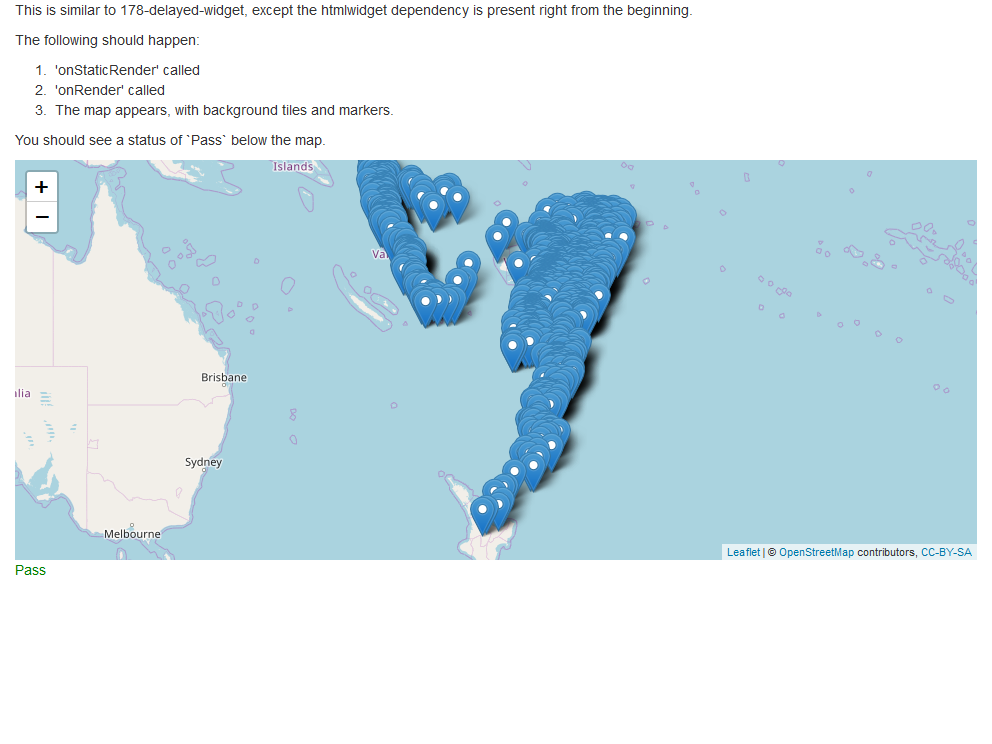 This is similar to 178-delayed-widget, except the htmlwidget dependency is present right from the beginning.
The following should happen:
1. 'onStaticRender' called
2. 'onRender' called
3. The map appears, with background tiles and markers.
You should see a status of `Pass` below the map.
Islands
+
−
Va
Brisbane
lia
Sydney
Melbourne
Leaflet | © OpenStreetMap contributors, CC-BY-SA
Pass